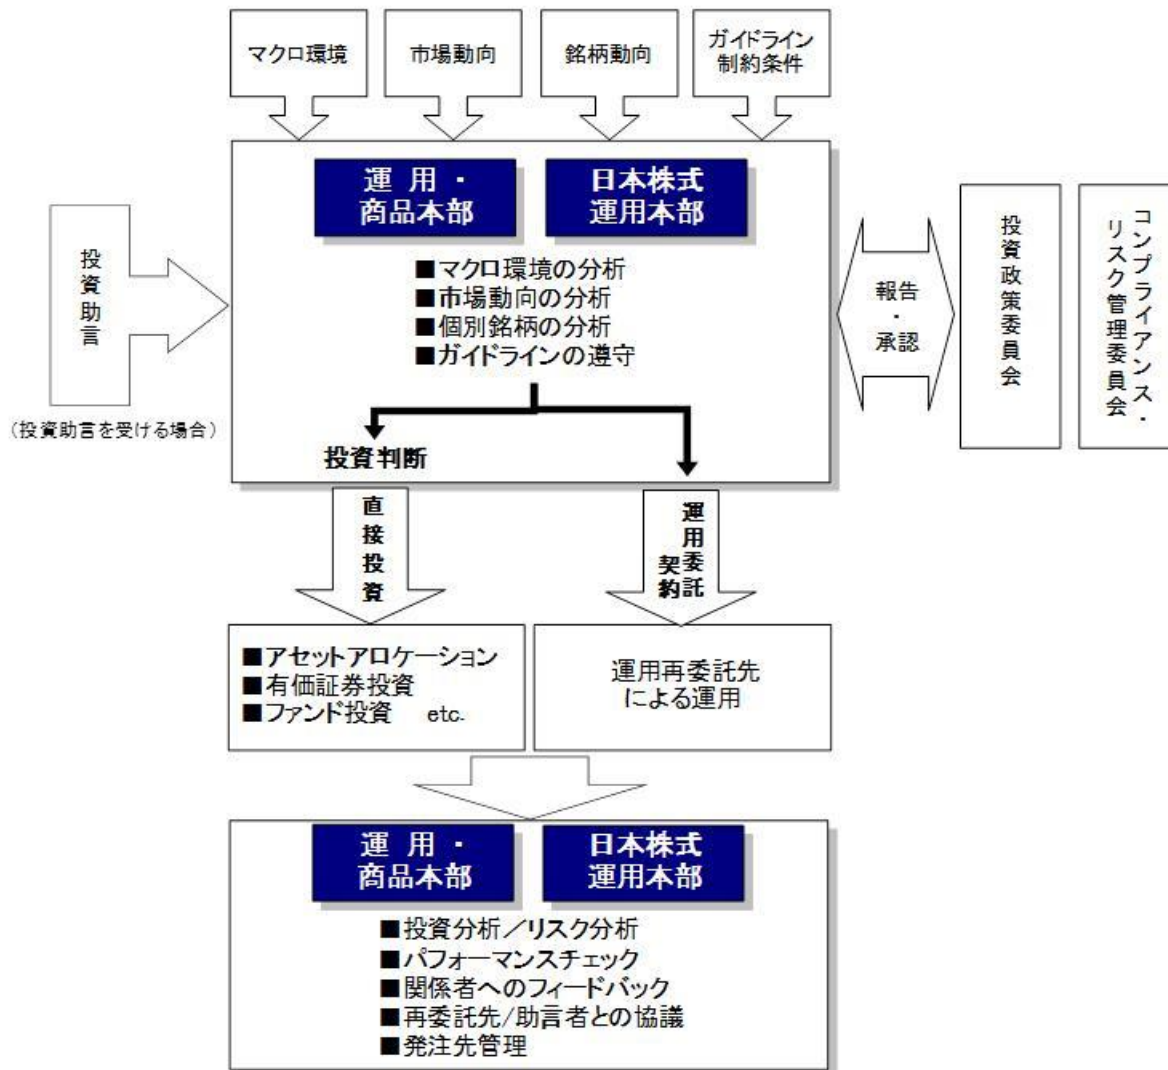 マクロ環境
市場動向
銘柄動向
ガイドライン
制約条件
運 用 ・
商品本部
日本株式
運用本部
■マクロ環境の分析
■市場動向の分析
■個別銘柄の分析
■ガイドラインの遵守
投資助言
(投資助言を受ける場合)
報告
・
承認
投資政策委員会
コンプライアンス・
リスク管理委員会
投資判断
直接投資
運用委託
契約
■アセットアロケーション
■有価証券投資
■ファンド投資 etc.
運用再委託先
による運用
運 用 ・
商品本部
日本株式
運用本部
■投資分析/リスク分析
■パフォーマンスチェック
■関係者へのフィードバック
■再委託先/助言者との協議
■発注先管理